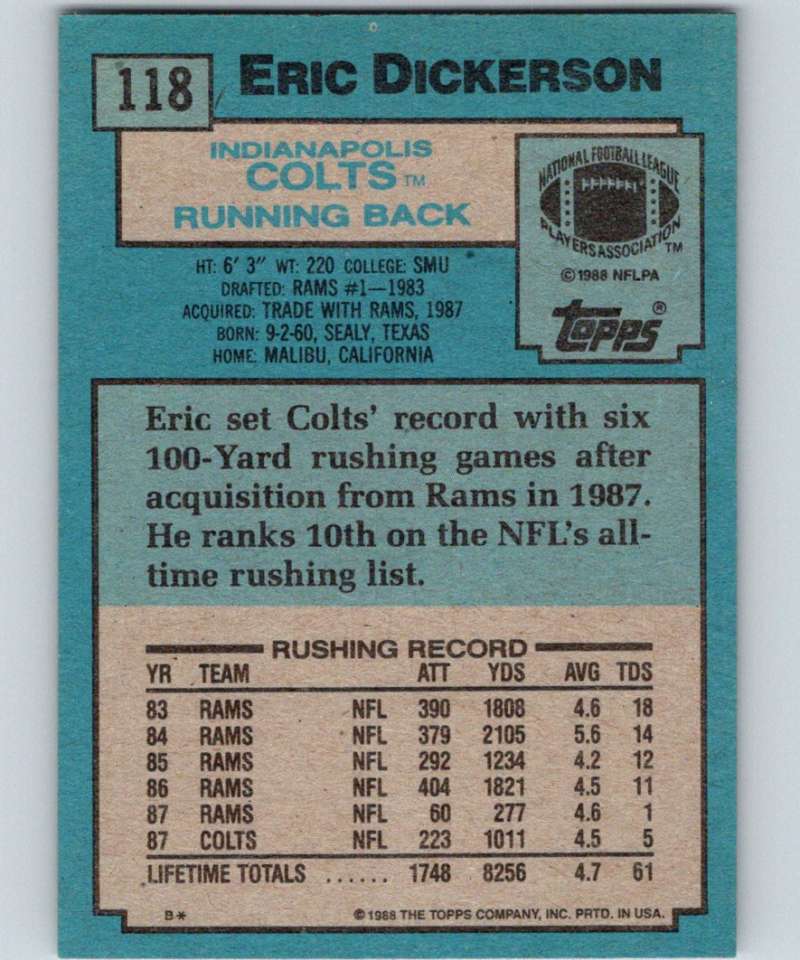 118 ERIC DICKERSON
INDIANAPOLIS
COLTS TM
RUNNING BACK
NATIONAL FOOTBALL LEAGUE
PLAYERS ASSOCIATION TM
© 1988 NFLPA
TOPPS ®
HT: 6' 3" WT: 220 COLLEGE: SMU
DRAFTED: RAMS #1—1983
ACQUIRED: TRADE WITH RAMS, 1987
BORN: 9-2-60, SEALY, TEXAS
HOME: MALIBU, CALIFORNIA
Eric set Colts' record with six
100-Yard rushing games after
acquisition from Rams in 1987.
He ranks 10th on the NFL's all-
time rushing list.
RUSHING RECORD
YR TEAM ATT YDS AVG TDS
83 RAMS NFL 390 1808 4.6 18
84 RAMS NFL 379 2105 5.6 14
85 RAMS NFL 292 1234 4.2 12
86 RAMS NFL 404 1821 4.5 11
87 RAMS NFL 60 277 4.6 1
87 COLTS NFL 223 1011 4.5 5
LIFETIME TOTALS ...... 1748 8256 4.7 61
B* © 1988 THE TOPPS COMPANY, INC. PRTD. IN USA.